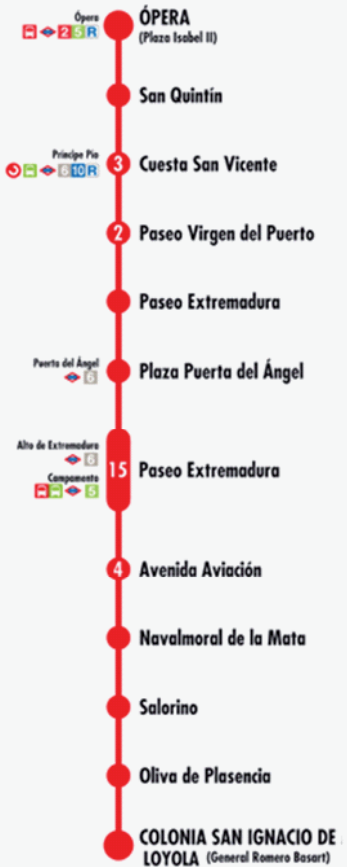 Ópera
ÓPERA
2 5 R
(Plaza Isabel II)
San Quintín
Príncipe Pío
6 10 R
3 Cuesta San Vicente
2 Paseo Virgen del Puerto
Paseo Extremadura
Puerta del Ángel
6
Plaza Puerta del Ángel
Alto de Extremadura
6
Campamento
5
15 Paseo Extremadura
4 Avenida Aviación
Navalmoral de la Mata
Salorino
Oliva de Plasencia
COLONIA SAN IGNACIO DE
LOYOLA (General Romero Basart)